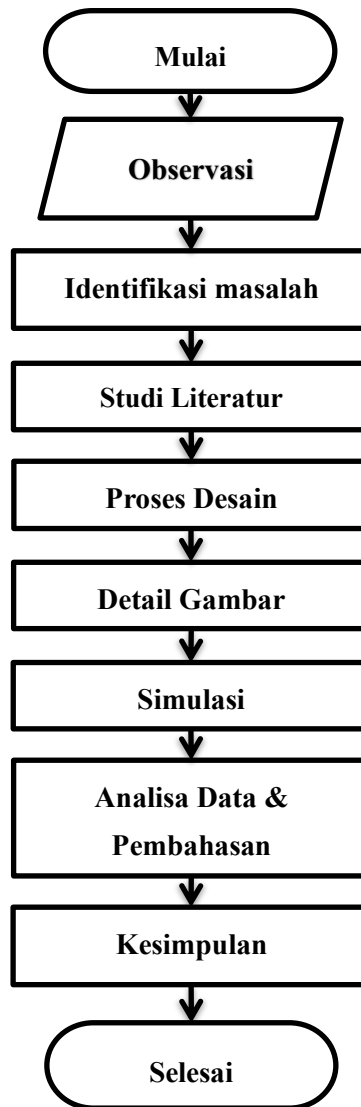 Mulai
Observasi
Identifikasi masalah
Studi Literatur
Proses Desain
Detail Gambar
Simulasi
Analisa Data &
Pembahasan
Kesimpulan
Selesai